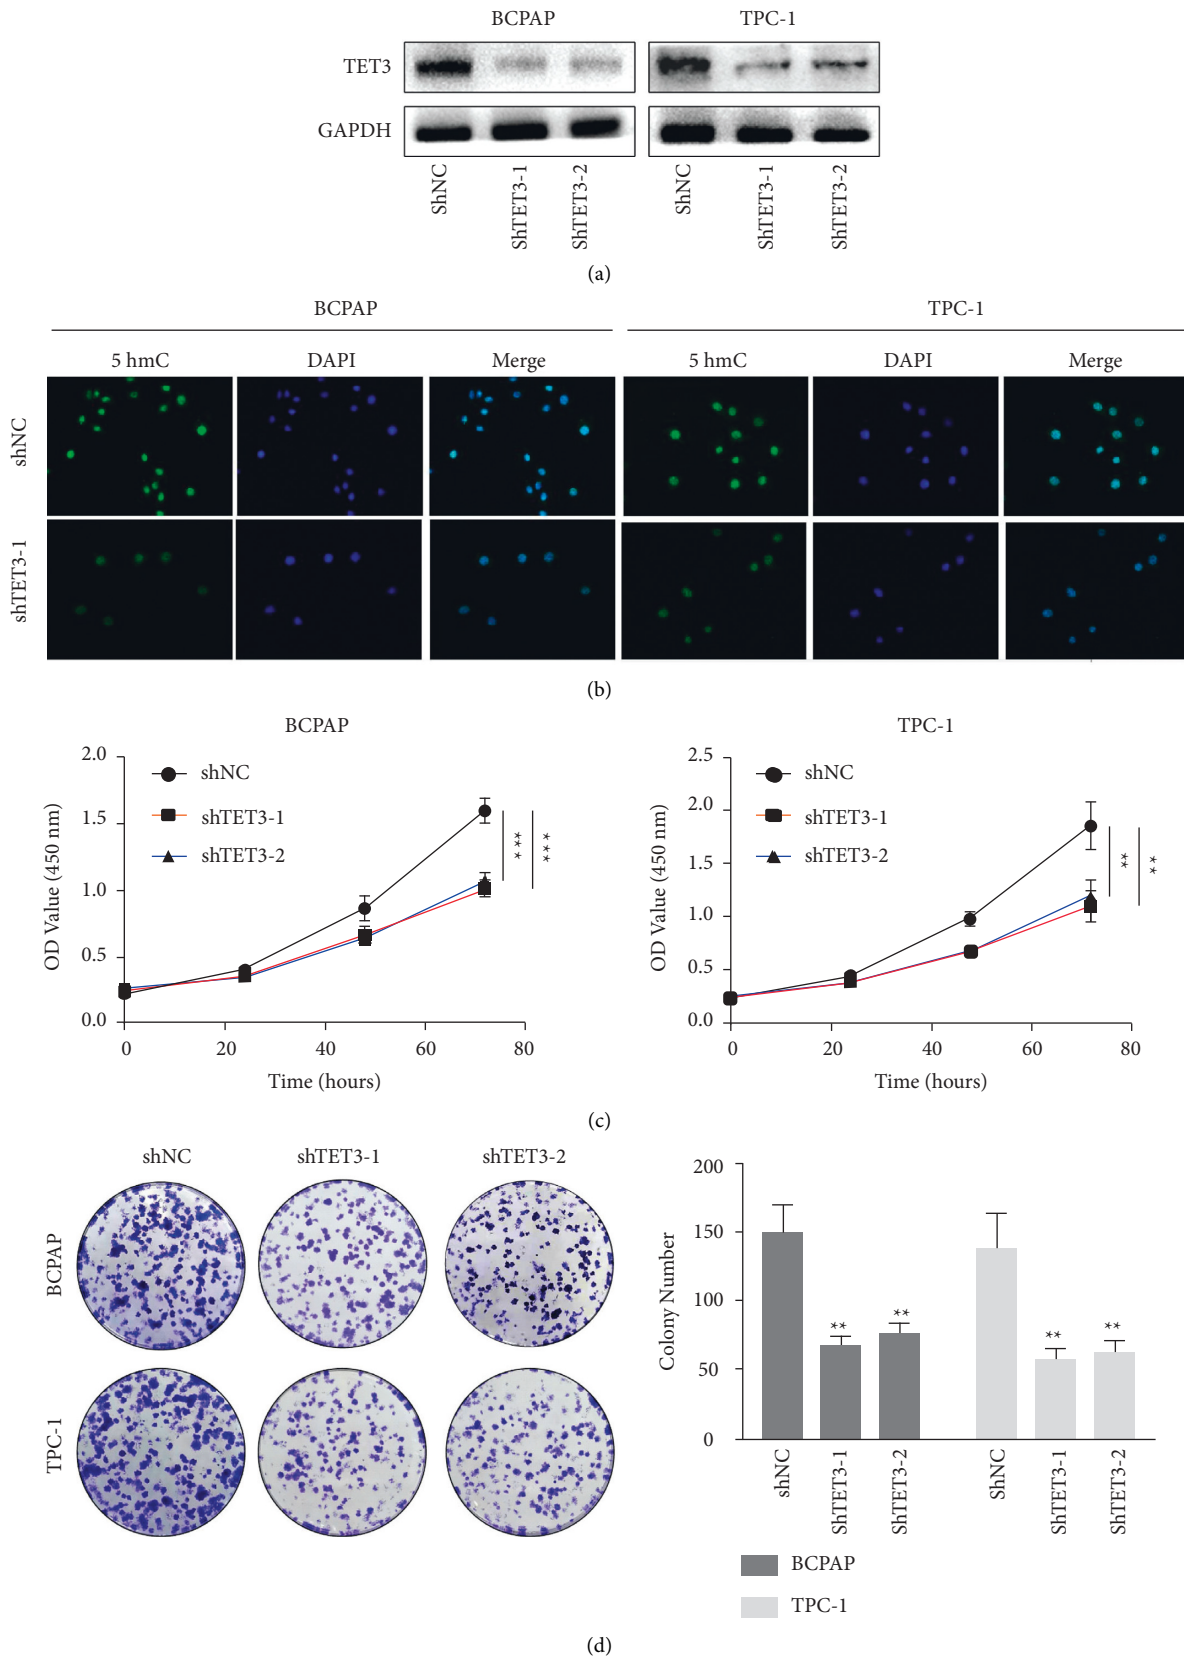 BCPAP TPC-1
TET3
GAPDH
ShNC ShTET3-1 ShTET3-2 ShNC ShTET3-1 ShTET3-2
(a)
BCPAP TPC-1
5 hmC DAPI Merge 5 hmC DAPI Merge
shNC
shTET3-1
(b)
BCPAP
OD Value (450 nm)
2.0
1.5
1.0
0.5
0.0
shNC
shTET3-1
shTET3-2
***
***
0 20 40 60 80
Time (hours)
TPC-1
OD Value (450 nm)
2.5
2.0
1.5
1.0
0.5
0.0
shNC
shTET3-1
shTET3-2
**
**
0 20 40 60 80
Time (hours)
(c)
shNC shTET3-1 shTET3-2
BCPAP
TPC-1
Colony Number
200
150
100
50
0
** ** ** **
shNC ShTET3-1 ShTET3-2 ShNC ShTET3-1 ShTET3-2
BCPAP
TPC-1
(d)